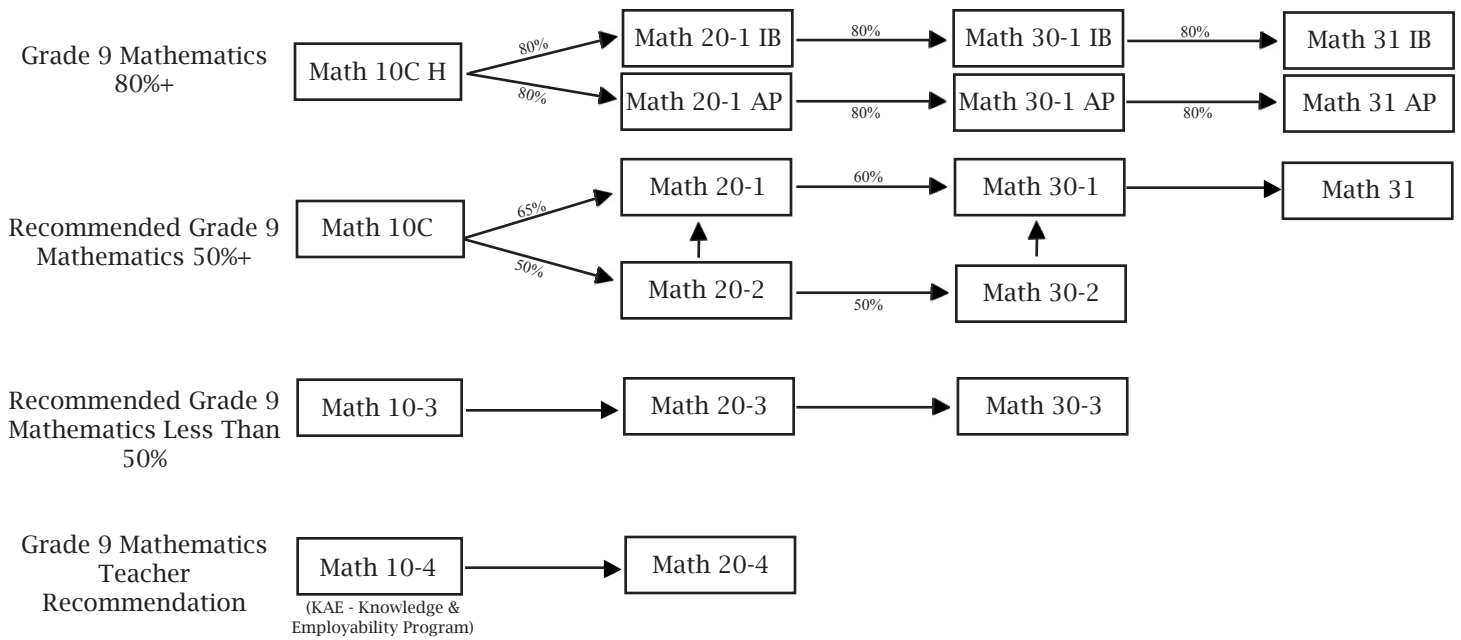 Grade 9 Mathematics
80%+
Math 10C H
80%
80%
Math 20-1 IB
80%
Math 30-1 IB
80%
Math 31 IB
Math 20-1 AP
80%
Math 30-1 AP
80%
Math 31 AP
Recommended Grade 9
Mathematics 50%+
Math 10C
65%
50%
Math 20-1
60%
Math 30-1
Math 31
Math 20-2
50%
Math 30-2
Recommended Grade 9
Mathematics Less Than
50%
Math 10-3
Math 20-3
Math 30-3
Grade 9 Mathematics
Teacher
Recommendation
Math 10-4
(KAE - Knowledge &
Employability Program)
Math 20-4